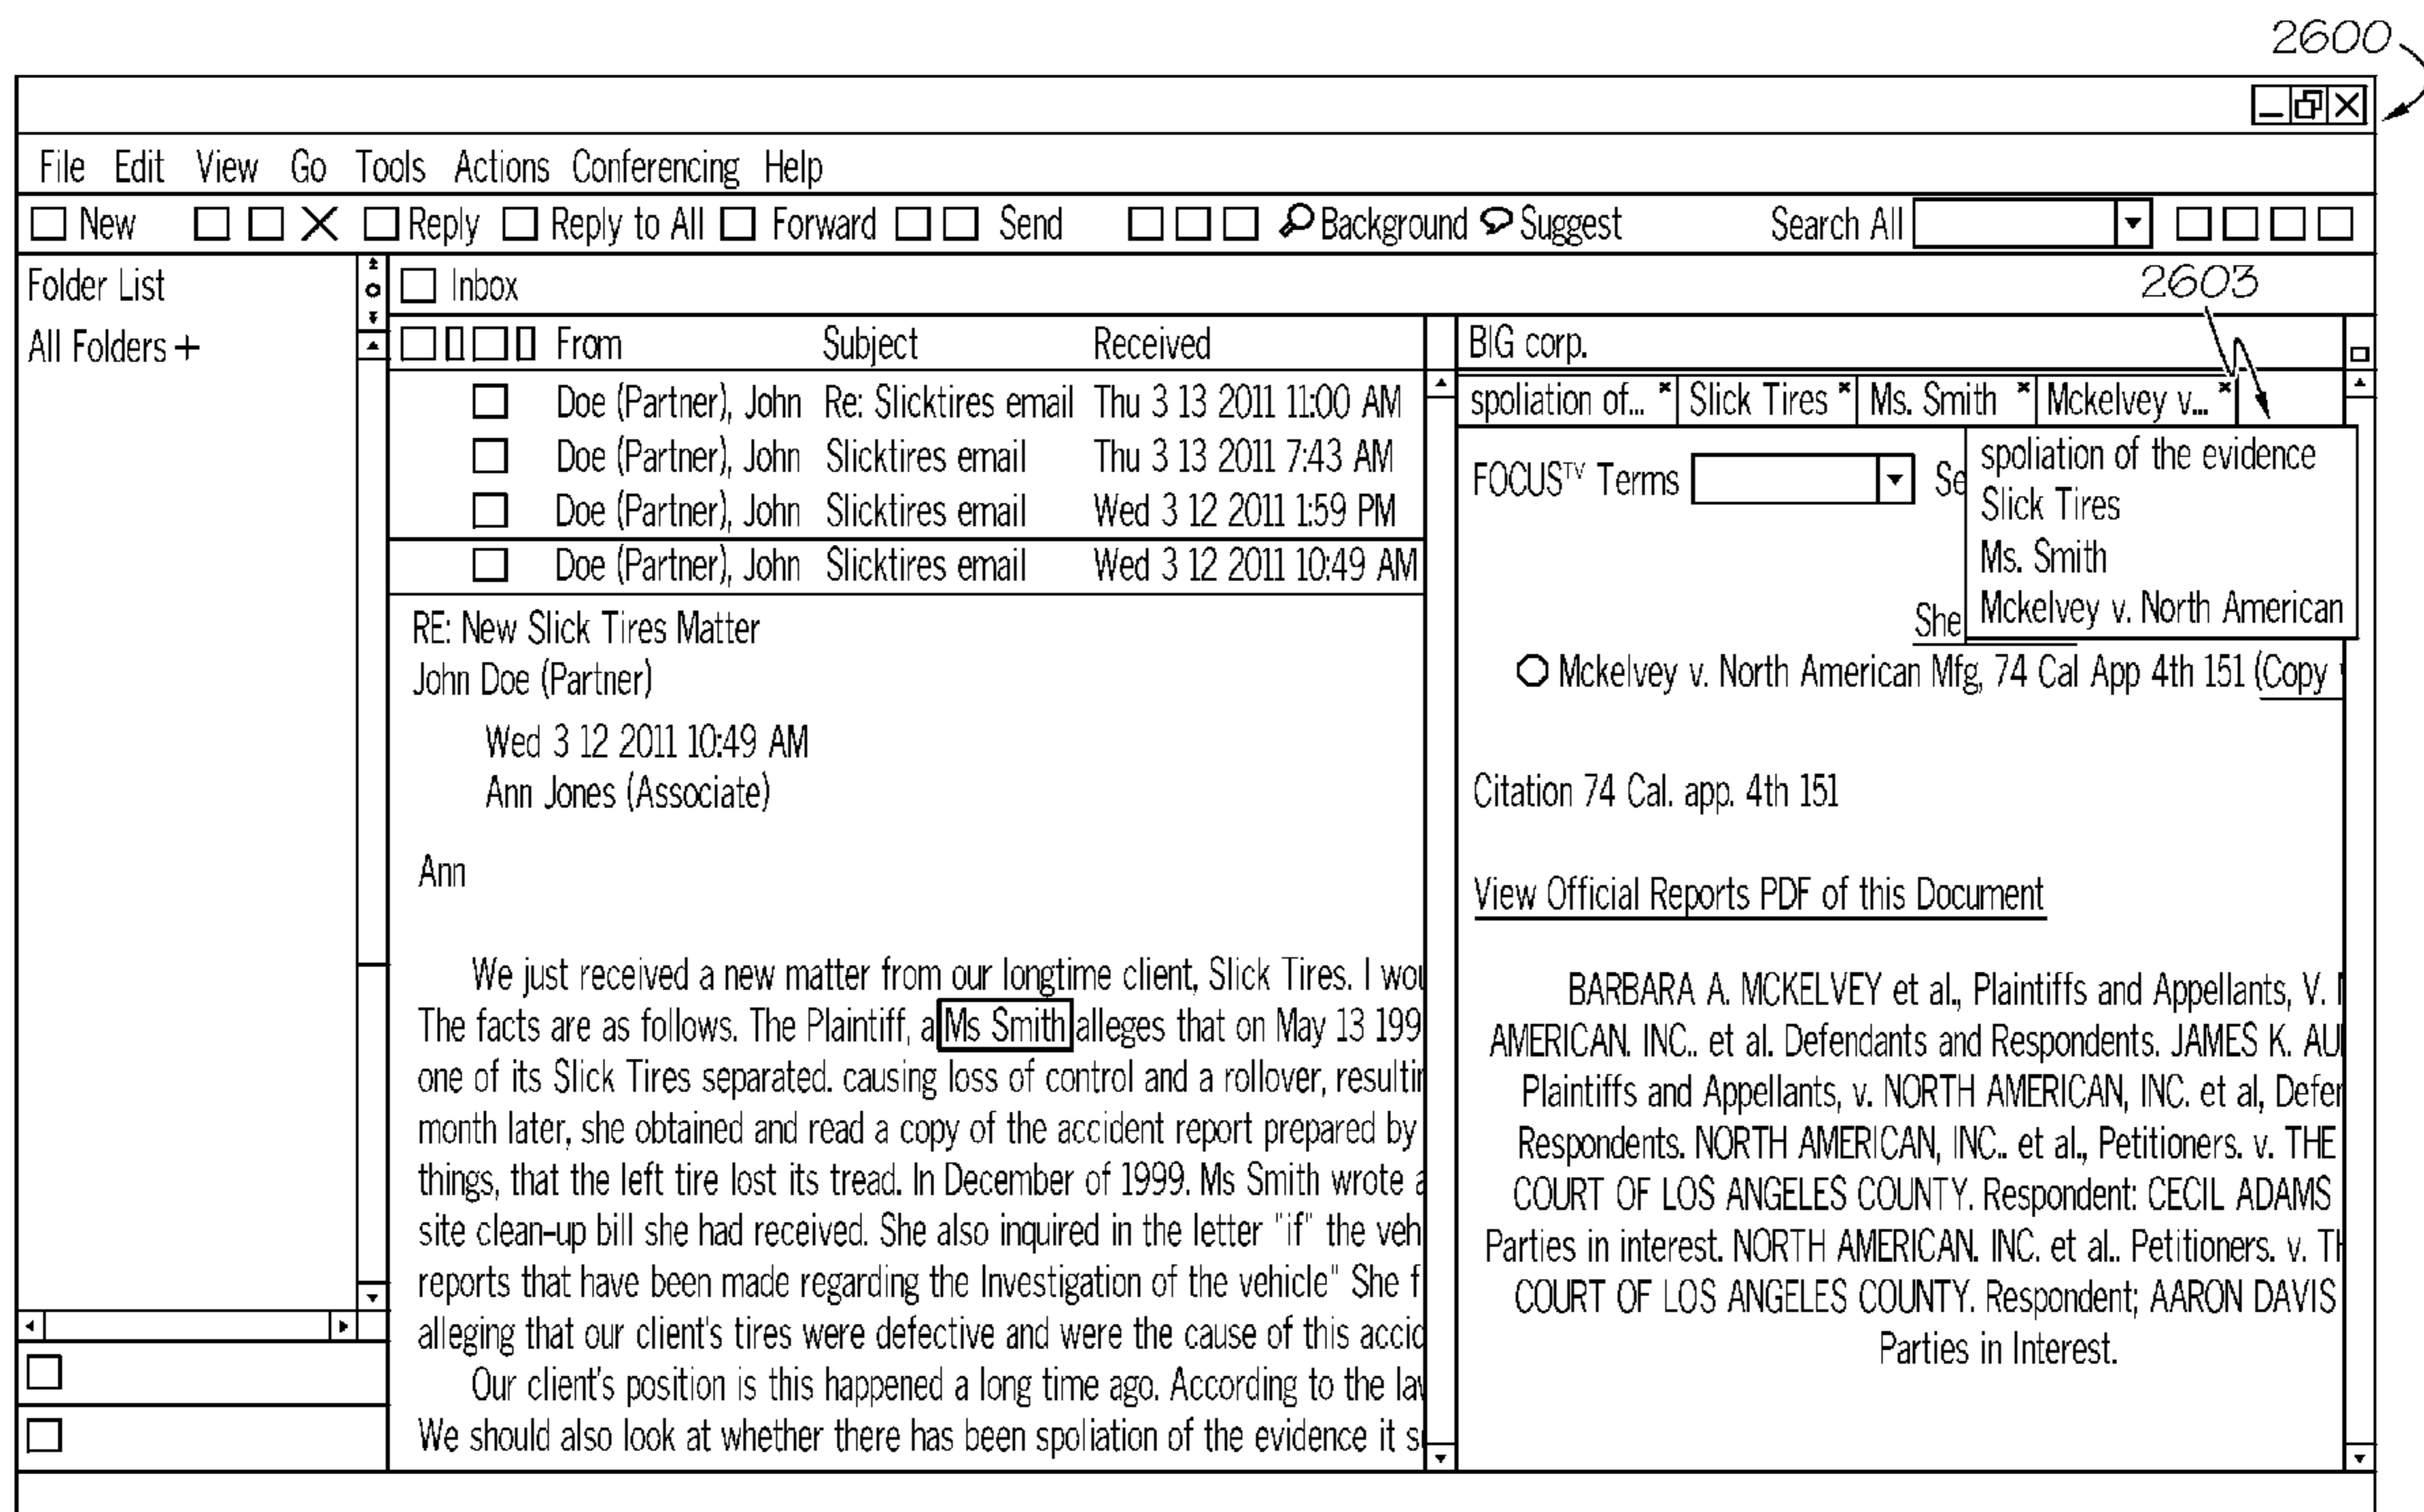 2600
File Edit View Go Tools Actions Conferencing Help
New Reply Reply to All Forward Send Background Suggest Search All
Folder List
All Folders +
Inbox
2603
From Subject Received
Doe (Partner), John Re: Slicktires email Thu 3 13 2011 11:00 AM
Doe (Partner), John Slicktires email Thu 3 13 2011 7:43 AM
Doe (Partner), John Slicktires email Wed 3 12 2011 1:59 PM
Doe (Partner), John Slicktires email Wed 3 12 2011 10:49 AM
RE: New Slick Tires Matter
John Doe (Partner)
Wed 3 12 2011 10:49 AM
Ann Jones (Associate)
Ann
We just received a new matter from our longtime client, Slick Tires. I wou
The facts are as follows. The Plaintiff, a Ms Smith alleges that on May 13 199
one of its Slick Tires separated. causing loss of control and a rollover, resultin
month later, she obtained and read a copy of the accident report prepared by
things, that the left tire lost its tread. In December of 1999. Ms Smith wrote a
site clean-up bill she had received. She also inquired in the letter "if" the veh
reports that have been made regarding the Investigation of the vehicle" She f
alleging that our client's tires were defective and were the cause of this accid
Our client's position is this happened a long time ago. According to the law
We should also look at whether there has been spoliation of the evidence it s
BIG corp.
spoliation of... Slick Tires Ms. Smith Mckelvey v...
FOCUS™ Terms Se
spoliation of the evidence
Slick Tires
Ms. Smith
Mckelvey v. North American
She
Mckelvey v. North American Mfg, 74 Cal App 4th 151 (Copy
Citation 74 Cal. app. 4th 151
View Official Reports PDF of this Document
BARBARA A. MCKELVEY et al., Plaintiffs and Appellants, V.
AMERICAN. INC.. et al. Defendants and Respondents. JAMES K. AU
Plaintiffs and Appellants, v. NORTH AMERICAN, INC. et al, Defer
Respondents. NORTH AMERICAN, INC.. et al., Petitioners. v. THE
COURT OF LOS ANGELES COUNTY. Respondent: CECIL ADAMS
Parties in interest. NORTH AMERICAN. INC. et al.. Petitioners. v. TH
COURT OF LOS ANGELES COUNTY. Respondent; AARON DAVIS
Parties in Interest.